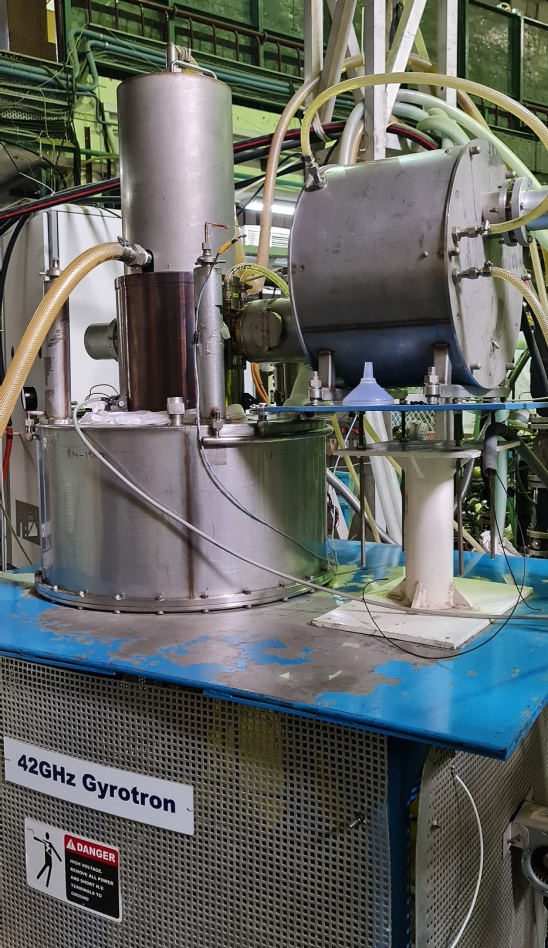 42GHz Gyrotron
DANGER
HIGH VOLTAGE.
REMOVE ALL POWER
AND SHORT H.V.
TERMINALS TO
GROUND